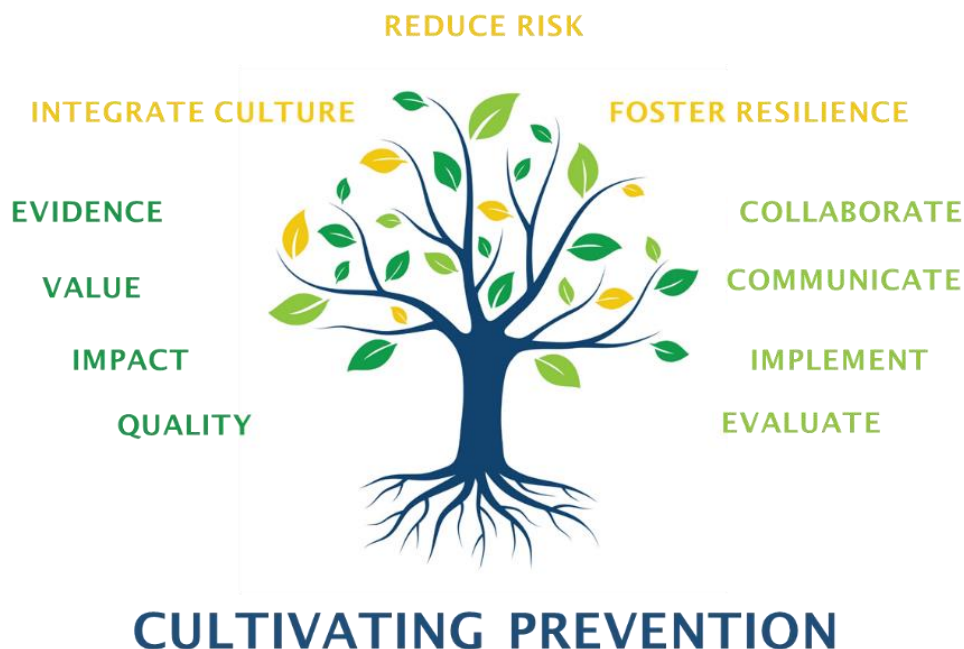 REDUCE RISK
INTEGRATE CULTURE
FOSTER RESILIENCE
EVIDENCE
COLLABORATE
VALUE
COMMUNICATE
IMPACT
IMPLEMENT
QUALITY
EVALUATE
CULTIVATING PREVENTION